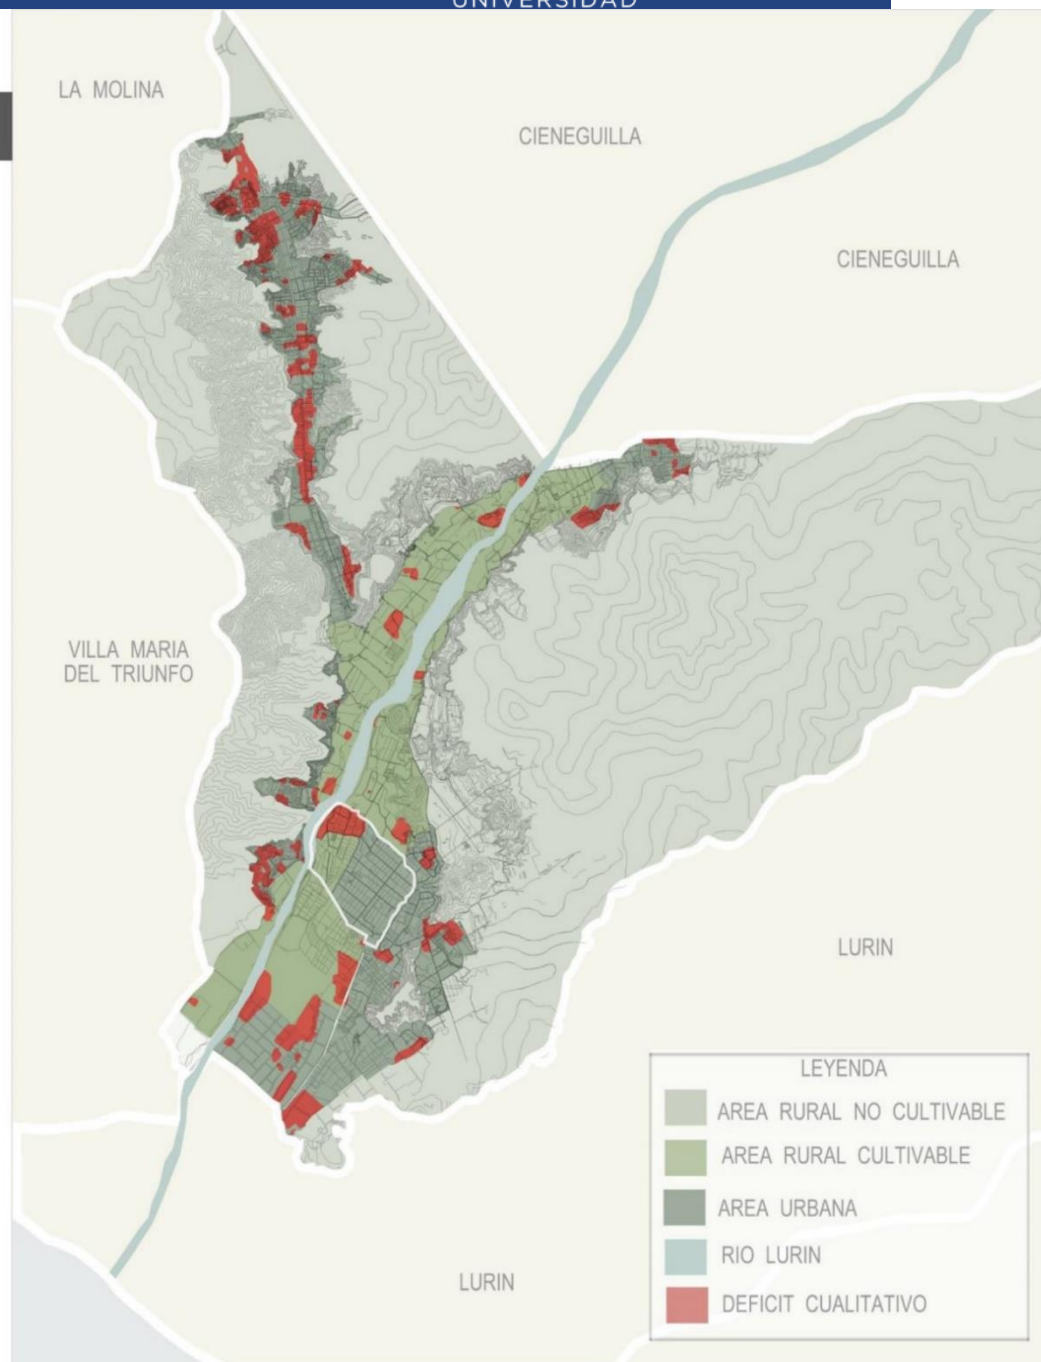 UNIVERSIDAD
LA MOLINA
CIENEGUILLA
CIENEGUILLA
VILLA MARIA
DEL TRIUNFO
LURIN
LURIN
LEYENDA
AREA RURAL NO CULTIVABLE
AREA RURAL CULTIVABLE
AREA URBANA
RIO LURIN
DEFICIT CUALITATIVO